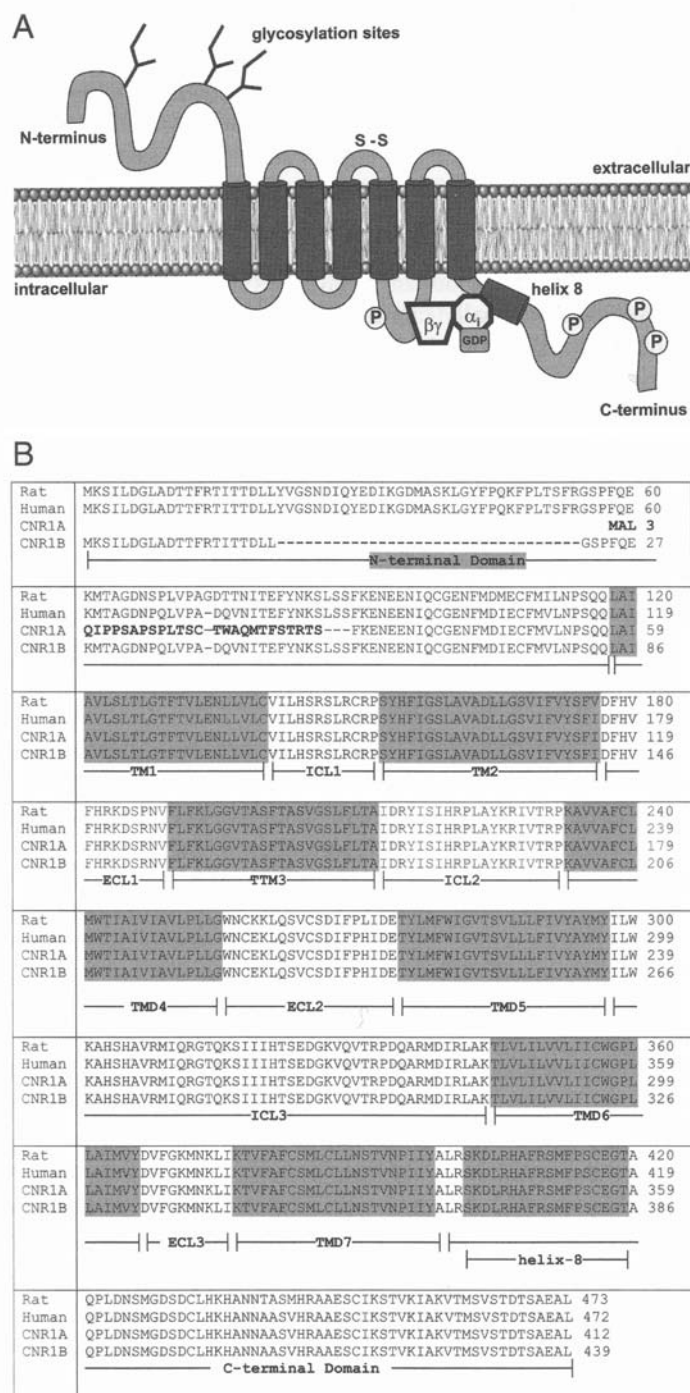 A
glycosylation sites
N-terminus
S -S
extracellular
intracellular
helix 8
P
βγ
αi
GDP
P
P
P
C-terminus
B
Rat MKSILDGLADTTFRTITTDLLYVGSNDIQYEDIKGDMASKLGYFPQKFPLTSFRGSPFQE 60
Human MKSILDGLADTTFRTITTDLLYVGSNDIQYEDIKGDMASKLGYFPQKFPLTSFRGSPFQE 60
CNR1A MAL 3
CNR1B MKSILDGLADTTFRTITTDLL---------------------------------GSPFQE 27
N-terminal Domain
Rat KMTAGDNSPLVPAGDTTNITEFYNKSLSSFKENEENIQCGENFMDMECFMILNPSQQLAI 120
Human KMTAGDNPQLVPA-DQVNITEFYNKSLSSFKENEENIQCGENFMDIECFMVLNPSQQLAI 119
CNR1A QIPPSAPSPLTSC-TWAQMTFSTRTS---FKENEENIQCGENFMDIECFMVLNPSQQLAI 59
CNR1B KMTAGDNPQLVPA-DQVNITEFYNKSLSSFKENEENIQCGENFMDIECFMVLNPSQQLAI 86
Rat AVLSLTLGTFTVLENLLVLCVILHSRSLRCRPSYHFIGSLAVADLLGSVIFVYSFVDFHV 180
Human AVLSLTLGTFTVLENLLVLCVILHSRSLRCRPSYHFIGSLAVADLLGSVIFVYSFIDFHV 179
CNR1A AVLSLTLGTFTVLENLLVLCVILHSRSLRCRPSYHFIGSLAVADLLGSVIFVYSFIDFHV 119
CNR1B AVLSLTLGTFTVLENLLVLCVILHSRSLRCRPSYHFIGSLAVADLLGSVIFVYSFIDFHV 146
TM1 ICL1 TM2
Rat FHRKDSPNVFLFKLGGVTASFTASVGSLFLTAIDRYISIHRPLAYKRIVTRPKAVVAFCL 240
Human FHRKDSRNVFLFKLGGVTASFTASVGSLFLTAIDRYISIHRPLAYKRIVTRPKAVVAFCL 239
CNR1A FHRKDSRNVFLFKLGGVTASFTASVGSLFLTAIDRYISIHRPLAYKRIVTRPKAVVAFCL 179
CNR1B FHRKDSRNVFLFKLGGVTASFTASVGSLFLTAIDRYISIHRPLAYKRIVTRPKAVVAFCL 206
ECL1 TTM3 ICL2
Rat MWTIAIVIAVLPLLGWNCKKLQSVCSDIFPLIDETYLMFWIGVTSVLLLFIVYAYMYILW 300
Human MWTIAIVIAVLPLLGWNCEKLQSVCSDIFPHIDETYLMFWIGVTSVLLLFIVYAYMYILW 299
CNR1A MWTIAIVIAVLPLLGWNCEKLQSVCSDIFPHIDETYLMFWIGVTSVLLLFIVYAYMYILW 239
CNR1B MWTIAIVIAVLPLLGWNCEKLQSVCSDIFPHIDETYLMFWIGVTSVLLLFIVYAYMYILW 266
TMD4 ECL2 TMD5
Rat KAHSHAVRMIQRGTQKSIIIHTSEDGKVQVTRPDQARMDIRLAKTLVLILVVLIICWGPL 360
Human KAHSHAVRMIQRGTQKSIIIHTSEDGKVQVTRPDQARMDIRLAKTLVLILVVLIICWGPL 359
CNR1A KAHSHAVRMIQRGTQKSIIIHTSEDGKVQVTRPDQARMDIRLAKTLVLILVVLIICWGPL 299
CNR1B KAHSHAVRMIQRGTQKSIIIHTSEDGKVQVTRPDQARMDIRLAKTLVLILVVLIICWGPL 326
ICL3 TMD6
Rat LAIMVYDVFGKMNKLIKTVFAFCSMLCLLNSTVNPIIYALRSKDLRHAFRSMFPSCEGTA 420
Human LAIMVYDVFGKMNKLIKTVFAFCSMLCLLNSTVNPIIYALRSKDLRHAFRSMFPSCEGTA 419
CNR1A LAIMVYDVFGKMNKLIKTVFAFCSMLCLLNSTVNPIIYALRSKDLRHAFRSMFPSCEGTA 359
CNR1B LAIMVYDVFGKMNKLIKTVFAFCSMLCLLNSTVNPIIYALRSKDLRHAFRSMFPSCEGTA 386
ECL3 TMD7
helix-8
Rat QPLDNSMGDSDCLHKHANNTASMHRAAESCIKSTVKIAKVTMSVSTDTSAEAL 473
Human QPLDNSMGDSDCLHKHANNAASVHRAAESCIKSTVKIAKVTMSVSTDTSAEAL 472
CNR1A QPLDNSMGDSDCLHKHANNAASVHRAAESCIKSTVKIAKVTMSVSTDTSAEAL 412
CNR1B QPLDNSMGDSDCLHKHANNAASVHRAAESCIKSTVKIAKVTMSVSTDTSAEAL 439
C-terminal Domain